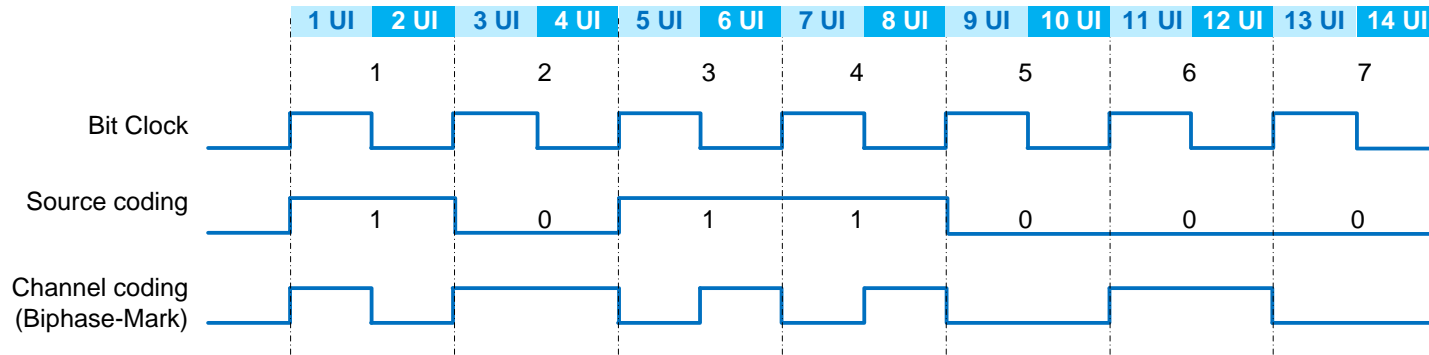 1 UI 2 UI 3 UI 4 UI 5 UI 6 UI 7 UI 8 UI 9 UI 10 UI 11 UI 12 UI 13 UI 14 UI
1 2 3 4 5 6 7
Bit Clock
Source coding
1 0 1 1 0 0 0
Channel coding
(Biphase-Mark)